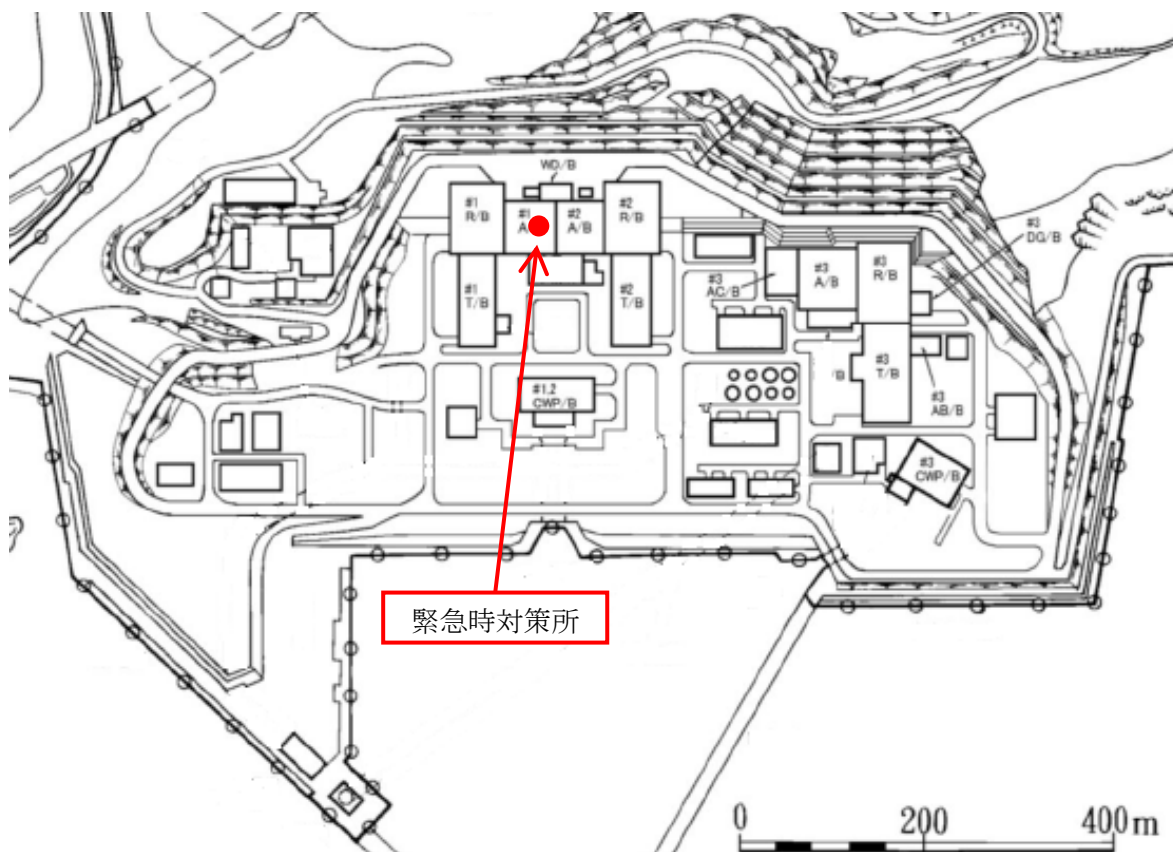 WD/B
#1
R/B
#1
A
#2
A/B
#2
R/B
#3
DG/B
#3
AC/B
#3
A/B
#3
R/B
#1
T/B
#2
T/B
#3
T/B
/B
#3
AB/B
#1,2
CWP/B
#3
CWP/B
緊急時対策所
0 200 400 m